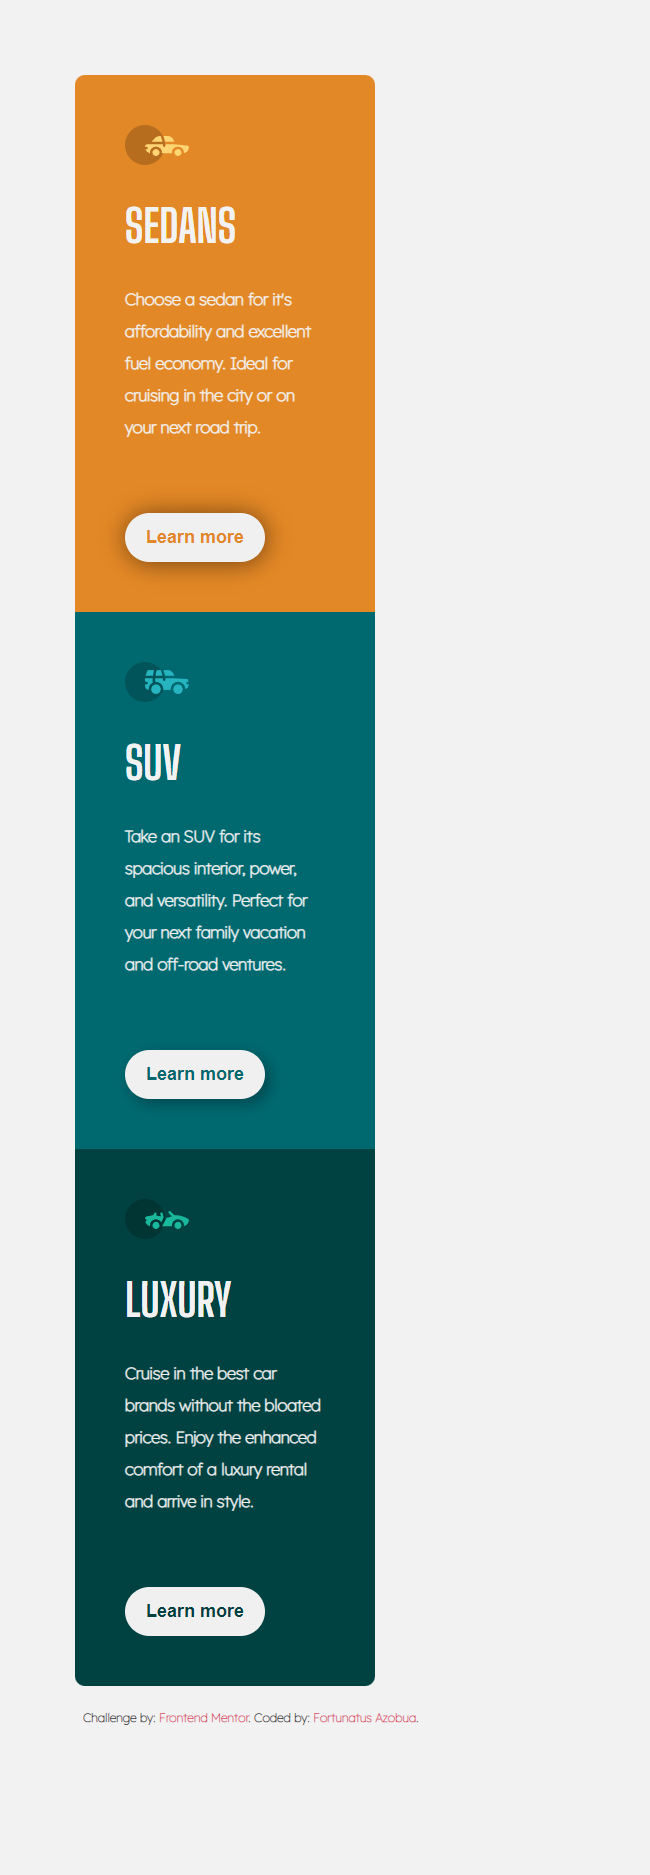 SEDANS
Choose a sedan for it's
affordability and excellent
fuel economy. Ideal for
cruising in the city or on
your next road trip.
Learn more
SUV
Take an SUV for its
spacious interior, power,
and versatility. Perfect for
your next family vacation
and off-road ventures.
Learn more
LUXURY
Cruise in the best car
brands without the bloated
prices. Enjoy the enhanced
comfort of a luxury rental
and arrive in style.
Learn more
Challenge by: Frontend Mentor. Coded by: Fortunatus Azobua.